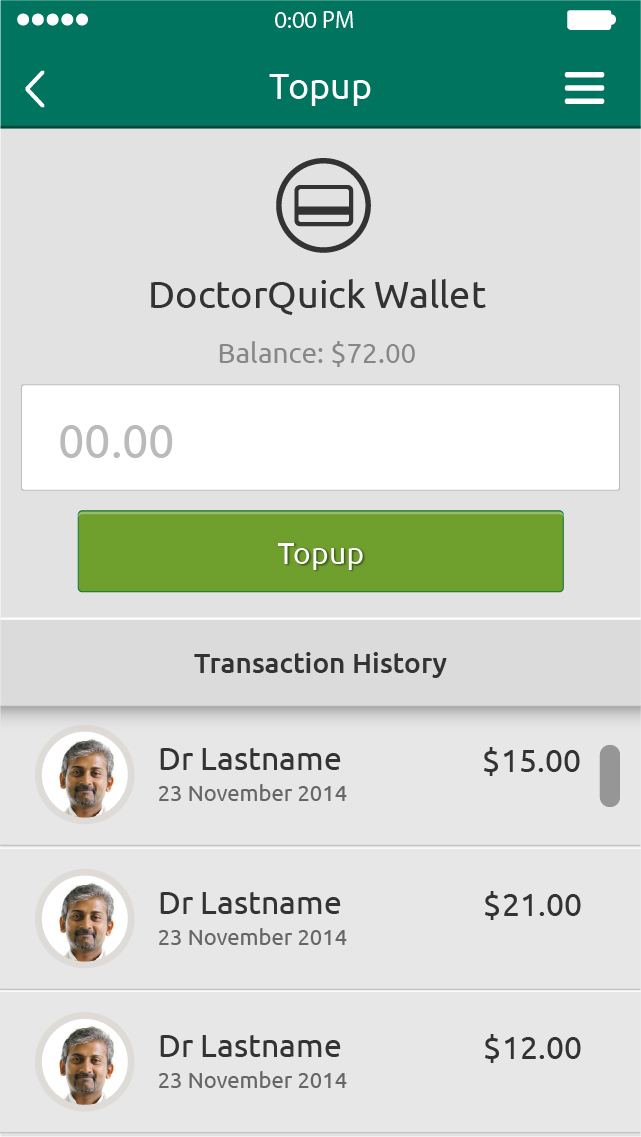 0:00 PM
Topup
DoctorQuick Wallet
Balance: $72.00
00.00
Topup
Transaction History
Dr Lastname $15.00
23 November 2014
Dr Lastname $21.00
23 November 2014
Dr Lastname $12.00
23 November 2014